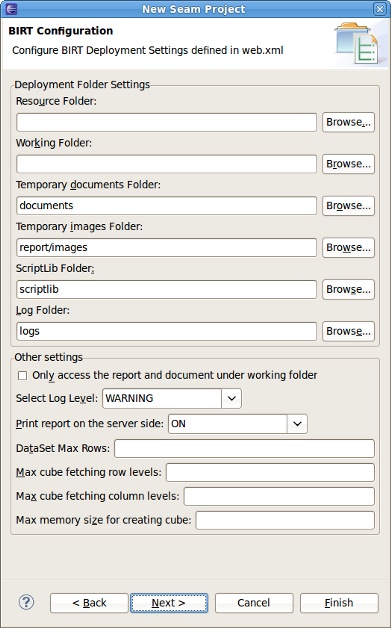 New Seam Project
BIRT Configuration
Configure BIRT Deployment Settings defined in web.xml
Deployment Folder Settings
Resource Folder:
Browse...
Working Folder:
Browse...
Temporary documents Folder:
documents Browse...
Temporary images Folder:
report/images Browse...
ScriptLib Folder:
scriptlib Browse...
Log Folder:
logs Browse...
Other settings
Only access the report and document under working folder
Select Log Level: WARNING
Print report on the server side: ON
DataSet Max Rows:
Max cube fetching row levels:
Max cube fetching column levels:
Max memory size for creating cube:
? < Back Next > Cancel Finish